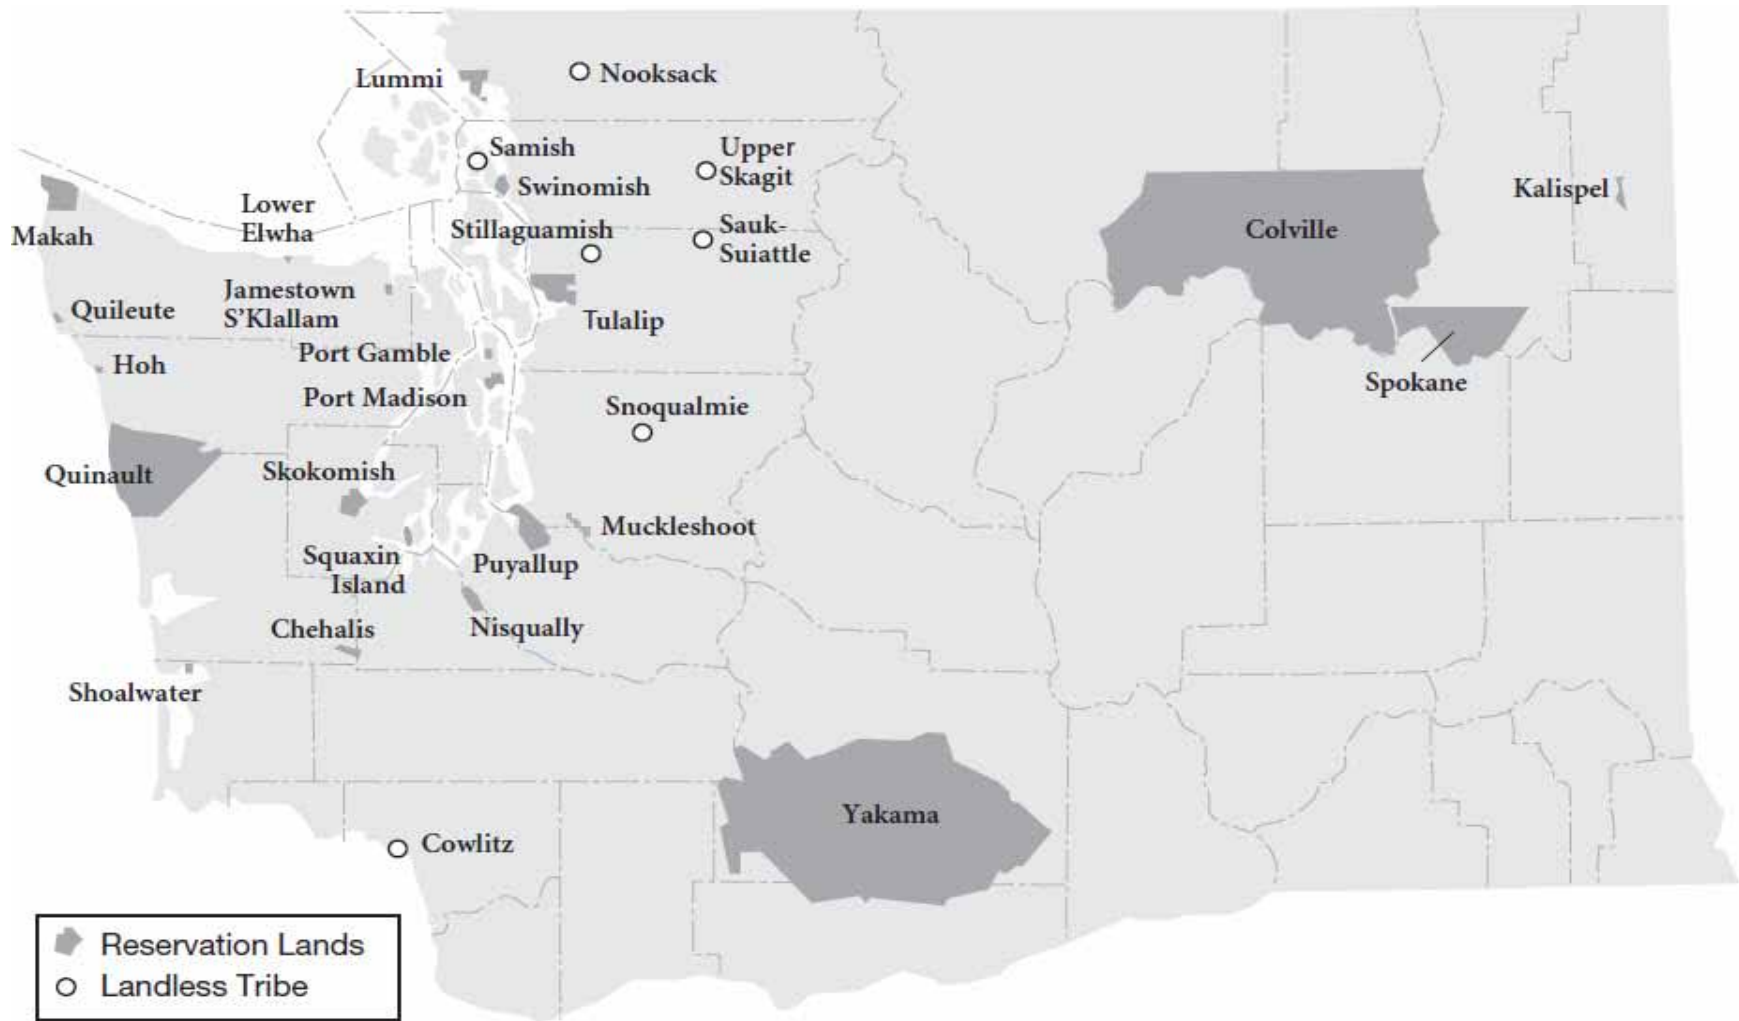 Lummi
Nooksack
Samish
Upper
Skagit
Swinomish
Kalispel
Lower
Elwha
Makah
Stillaguamish
Sauk-
Suiattle
Colville
Jamestown
S'Klallam
Quileute
Tulalip
Port Gamble
Hoh
Spokane
Port Madison
Snoqualmie
Quinault
Skokomish
Muckleshoot
Squaxin
Island
Puyallup
Chehalis
Nisqually
Shoalwater
Yakama
Cowlitz
Reservation Lands
Landless Tribe